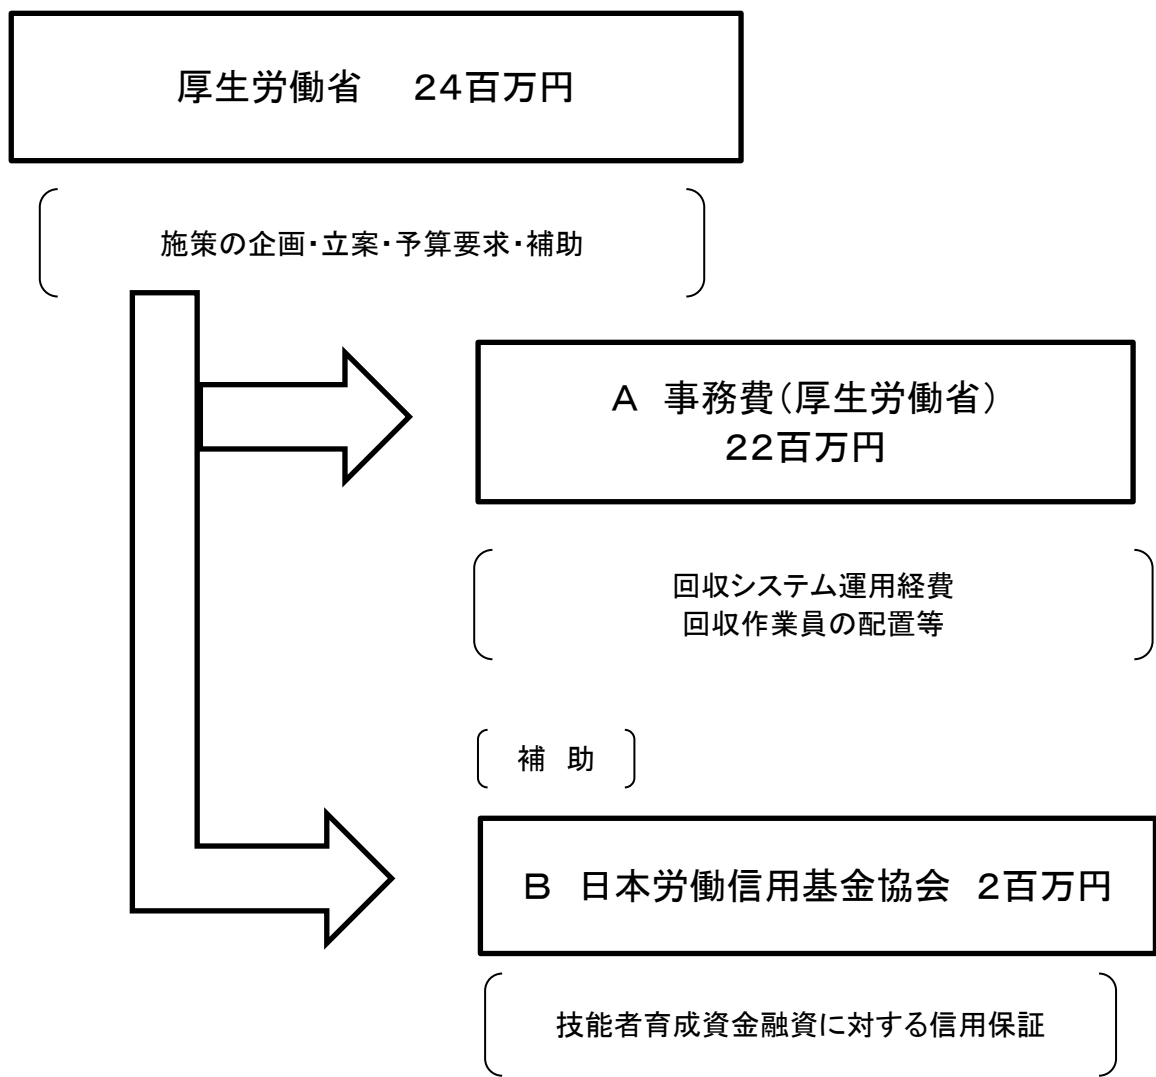 厚生労働省　24百万円
施策の企画・立案・予算要求・補助
A　事務費（厚生労働省）
22百万円
回収システム運用経費
回収作業員の配置等
補　助
B　日本労働信用基金協会　2百万円
技能者育成資金融資に対する信用保証